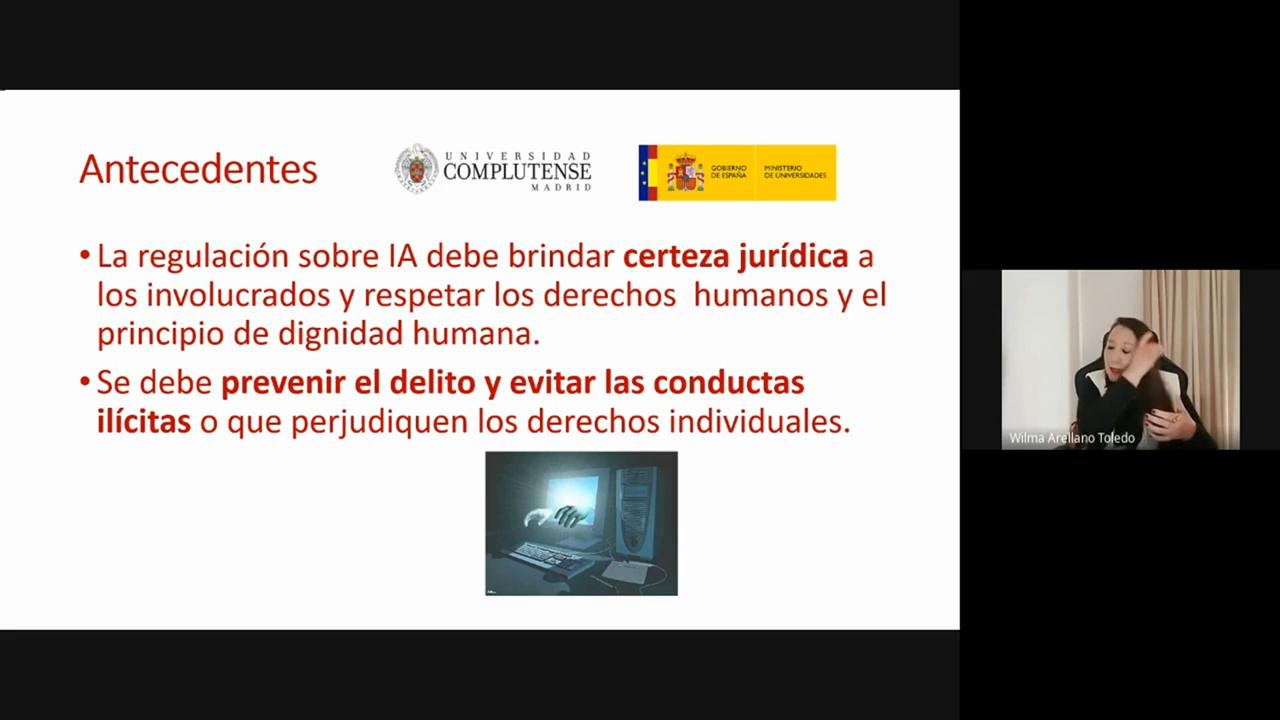 Antecedentes
UNIVERSIDAD
COMPLUTENSE
MADRID
GOBIERNO
DE ESPAÑA
MINISTERIO
DE UNIVERSIDADES
• La regulación sobre IA debe brindar certeza jurídica a
los involucrados y respetar los derechos humanos y el
principio de dignidad humana.
• Se debe prevenir el delito y evitar las conductas
ilícitas o que perjudiquen los derechos individuales.
Wilma Arellano Toledo